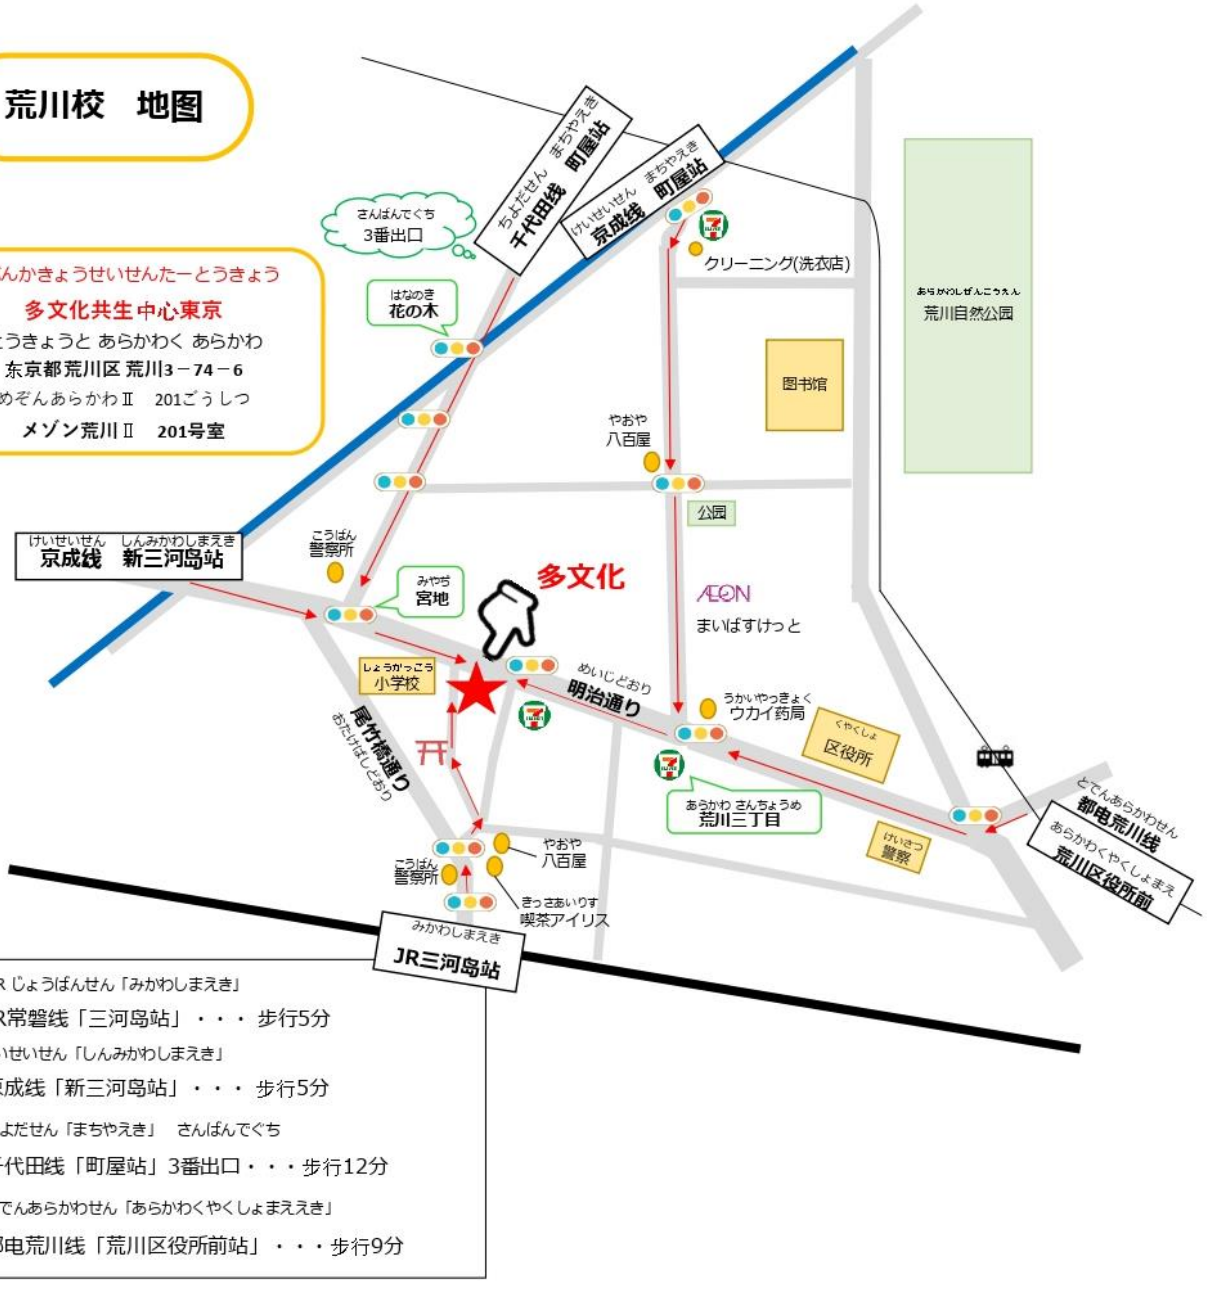 荒川校　地图
んかきょうせいせんたーとうきょう
多文化共生中心東京
うきょうと あらかわく あらかわ
东京都荒川区 荒川3－74－6
めぞんあらかわⅡ　201ごうしつ
メゾン荒川Ⅱ　201号室
さんばんでぐち
3番出口
ちよだせん　まちやえき
千代田线　町屋站
けいせいせん　まちやえき
京成线　町屋站
はなのき
花の木
クリーニング(洗衣店)
あらかわしぜんこうえん
荒川自然公园
图书馆
やおや
八百屋
公园
けいせいせん　しんみかわしまえき
京成线　新三河岛站
こうばん
警察所
みやぢ
宮地
多文化
ÆON
まいばすけっと
しょうがっこう
小学校
めいじどおり
明治通り
うかいやっきょく
ウカイ药局
くやくしょ
区役所
尾竹橋通り
おたけばしどおり
あらかわ さんちょうめ
荒川三丁目
とでんあらかわせん
都电荒川线
あらかわくやくしょまえ
荒川区役所前
けいさつ
警察
やおや
八百屋
こうばん
警察所
きっさあいりす
喫茶アイリス
みかわしまえき
JR三河岛站
R じょうばんせん「みかわしまえき」
R常磐线「三河岛站」・・・ 步行5分
いせいせん「しんみかわしまえき」
成线「新三河岛站」・・・ 步行5分
よだせん「まちやえき」　さんばんでぐち
千代田线「町屋站」3番出口・・・步行12分
でんあらかわせん「あらかわくやくしょまええき」
电荒川线「荒川区役所前站」・・・步行9分